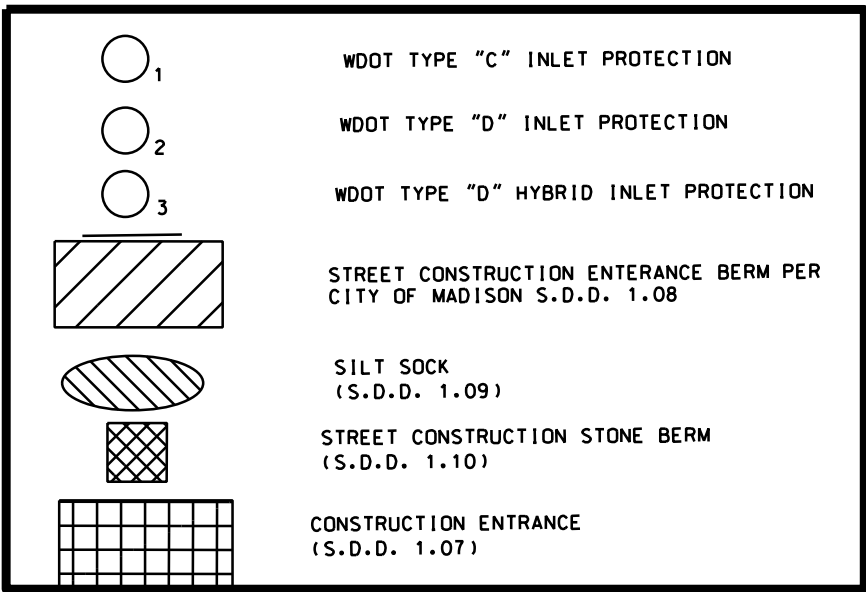 1 WDOT TYPE "C" INLET PROTECTION
2 WDOT TYPE "D" INLET PROTECTION
3 WDOT TYPE "D" HYBRID INLET PROTECTION
STREET CONSTRUCTION ENTERANCE BERM PER
CITY OF MADISON S.D.D. 1.08
SILT SOCK
(S.D.D. 1.09)
STREET CONSTRUCTION STONE BERM
(S.D.D. 1.10)
CONSTRUCTION ENTRANCE
(S.D.D. 1.07)